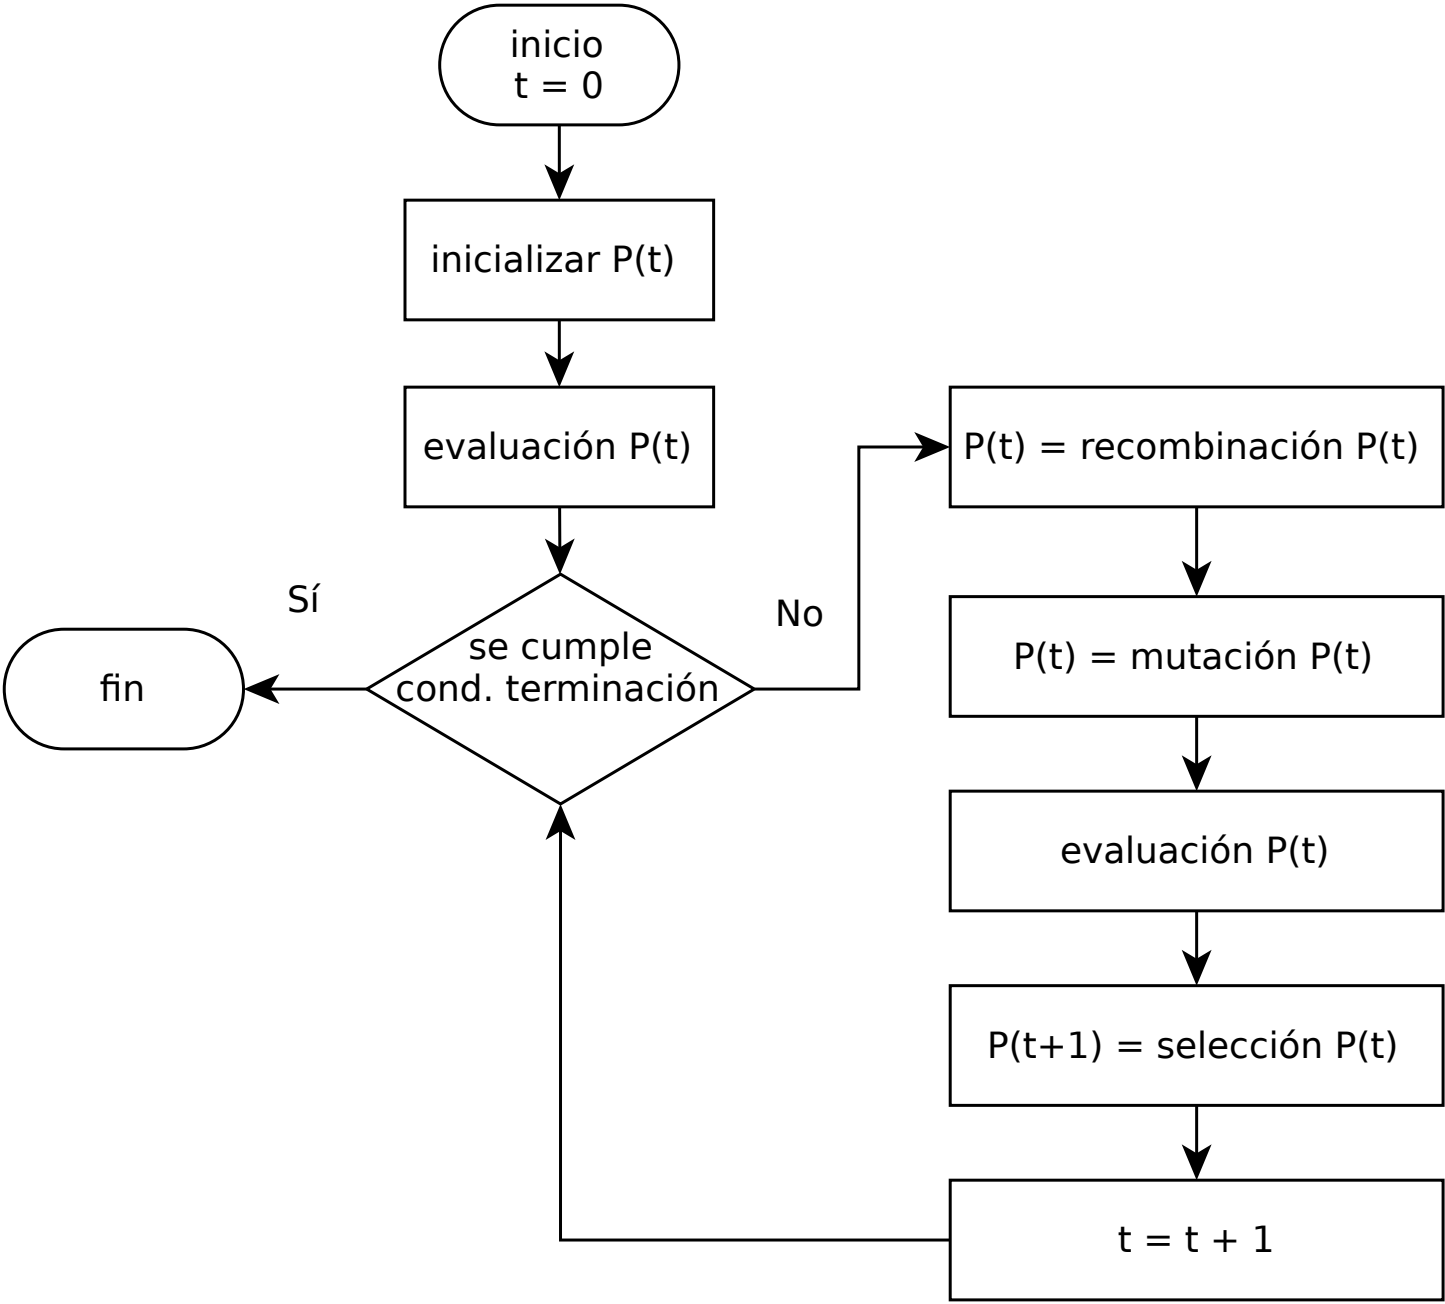 inicio
t = 0
inicializar P(t)
evaluación P(t)
se cumple
cond. terminación
Sí
fin
No
P(t) = recombinación P(t)
P(t) = mutación P(t)
evaluación P(t)
P(t+1) = selección P(t)
t = t + 1